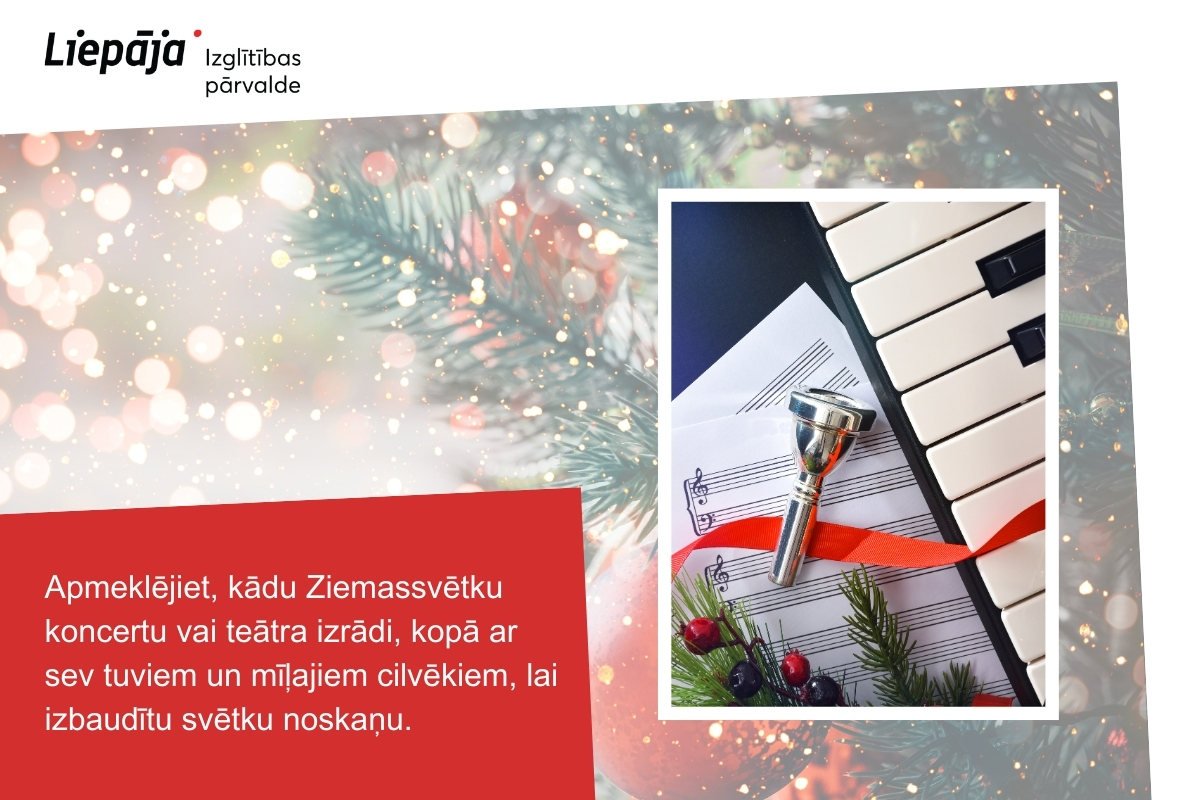 Liepāja
Izglītības
pārvalde
Apmeklējiet, kādu Ziemassvētku
koncertu vai teātra izrādi, kopā ar
sev tuviem un mīļajiem cilvēkiem, lai
izbaudītu svētku noskaņu.